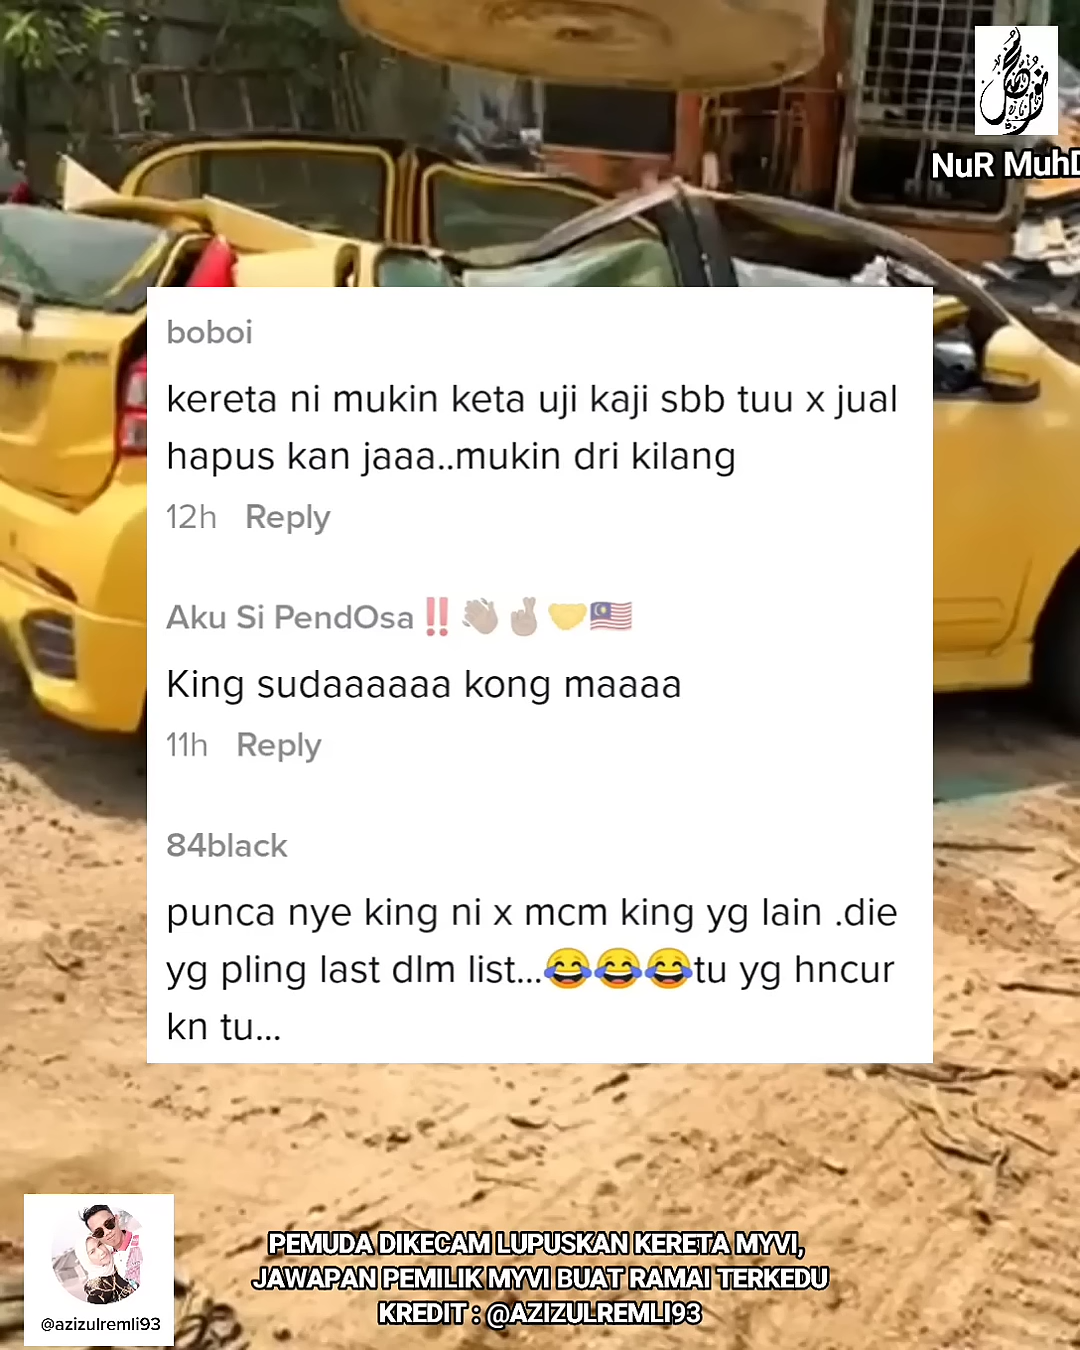 NuR MuhD
boboi
kereta ni mukin keta uji kaji sbb tuu x jual
hapus kan jaaa..mukin dri kilang
12h Reply
Aku Si PendOsa‼️👋🏽🤞🏽🤝🇲🇾
King sudaaaaaa kong maaaa
11h Reply
84black
punca nye king ni x mcm king yg lain .die
yg pling last dlm list...😂😂😂tu yg hncur
kn tu...
PEMUDA DIKECAM LUPUSKAN KERETA MYVI,
JAWAPAN PEMILIK MYVI BUAT RAMAI TERKEDU
KREDIT : @AZIZULREMLI93
@azizulremli93